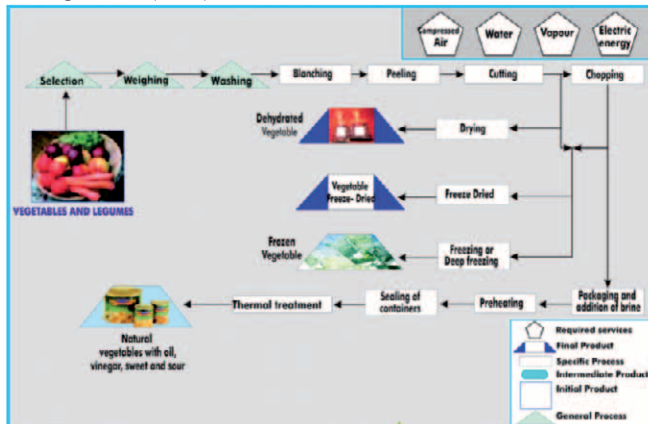 Compressed
Air
Water
Vapour
Electric
energy
Selection
Weighing
Washing
Blanching
Peeling
Cutting
Chopping
Dehydrated
Vegetable
Drying
VEGETABLES AND LEGUMES
Vegetable
Freeze- Dried
Freeze Dried
Frozen
Vegetable
Freezing or
Deep freezing
Thermal treatment
Sealing of
containers
Preheating
Packaging and
addition of brine
Natural
vegetables with oil,
vinegar, sweet and sour
Required services
Final Product
Specific Process
Intermediate Product
Initial Product
General Process